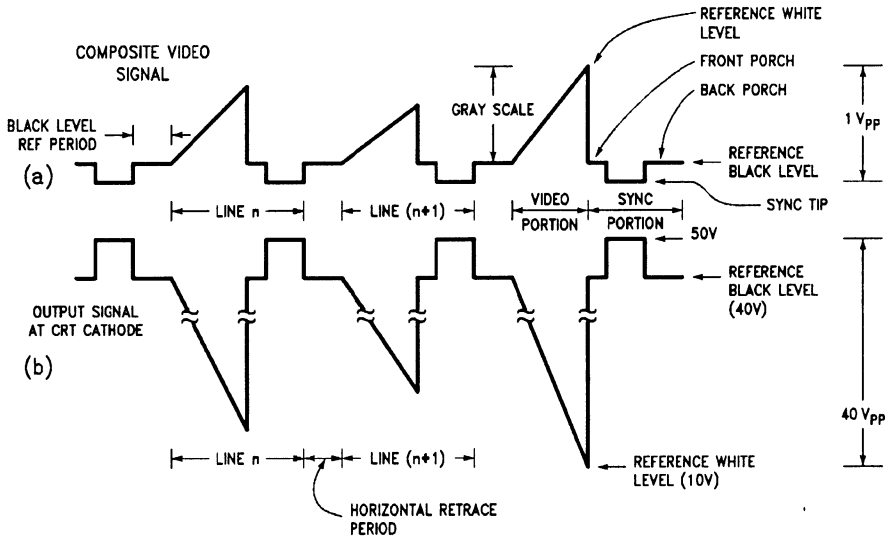 COMPOSITE VIDEO
SIGNAL
REFERENCE WHITE
LEVEL
FRONT PORCH
BACK PORCH
GRAY SCALE
1 VPP
BLACK LEVEL
REF PERIOD
(a)
REFERENCE
BLACK LEVEL
SYNC TIP
LINE n
LINE (n+1)
VIDEO
PORTION
SYNC
PORTION
50V
REFERENCE
BLACK LEVEL
(40V)
OUTPUT SIGNAL
AT CRT CATHODE
(b)
40 VPP
LINE n
LINE (n+1)
REFERENCE WHITE
LEVEL (10V)
HORIZONTAL RETRACE
PERIOD